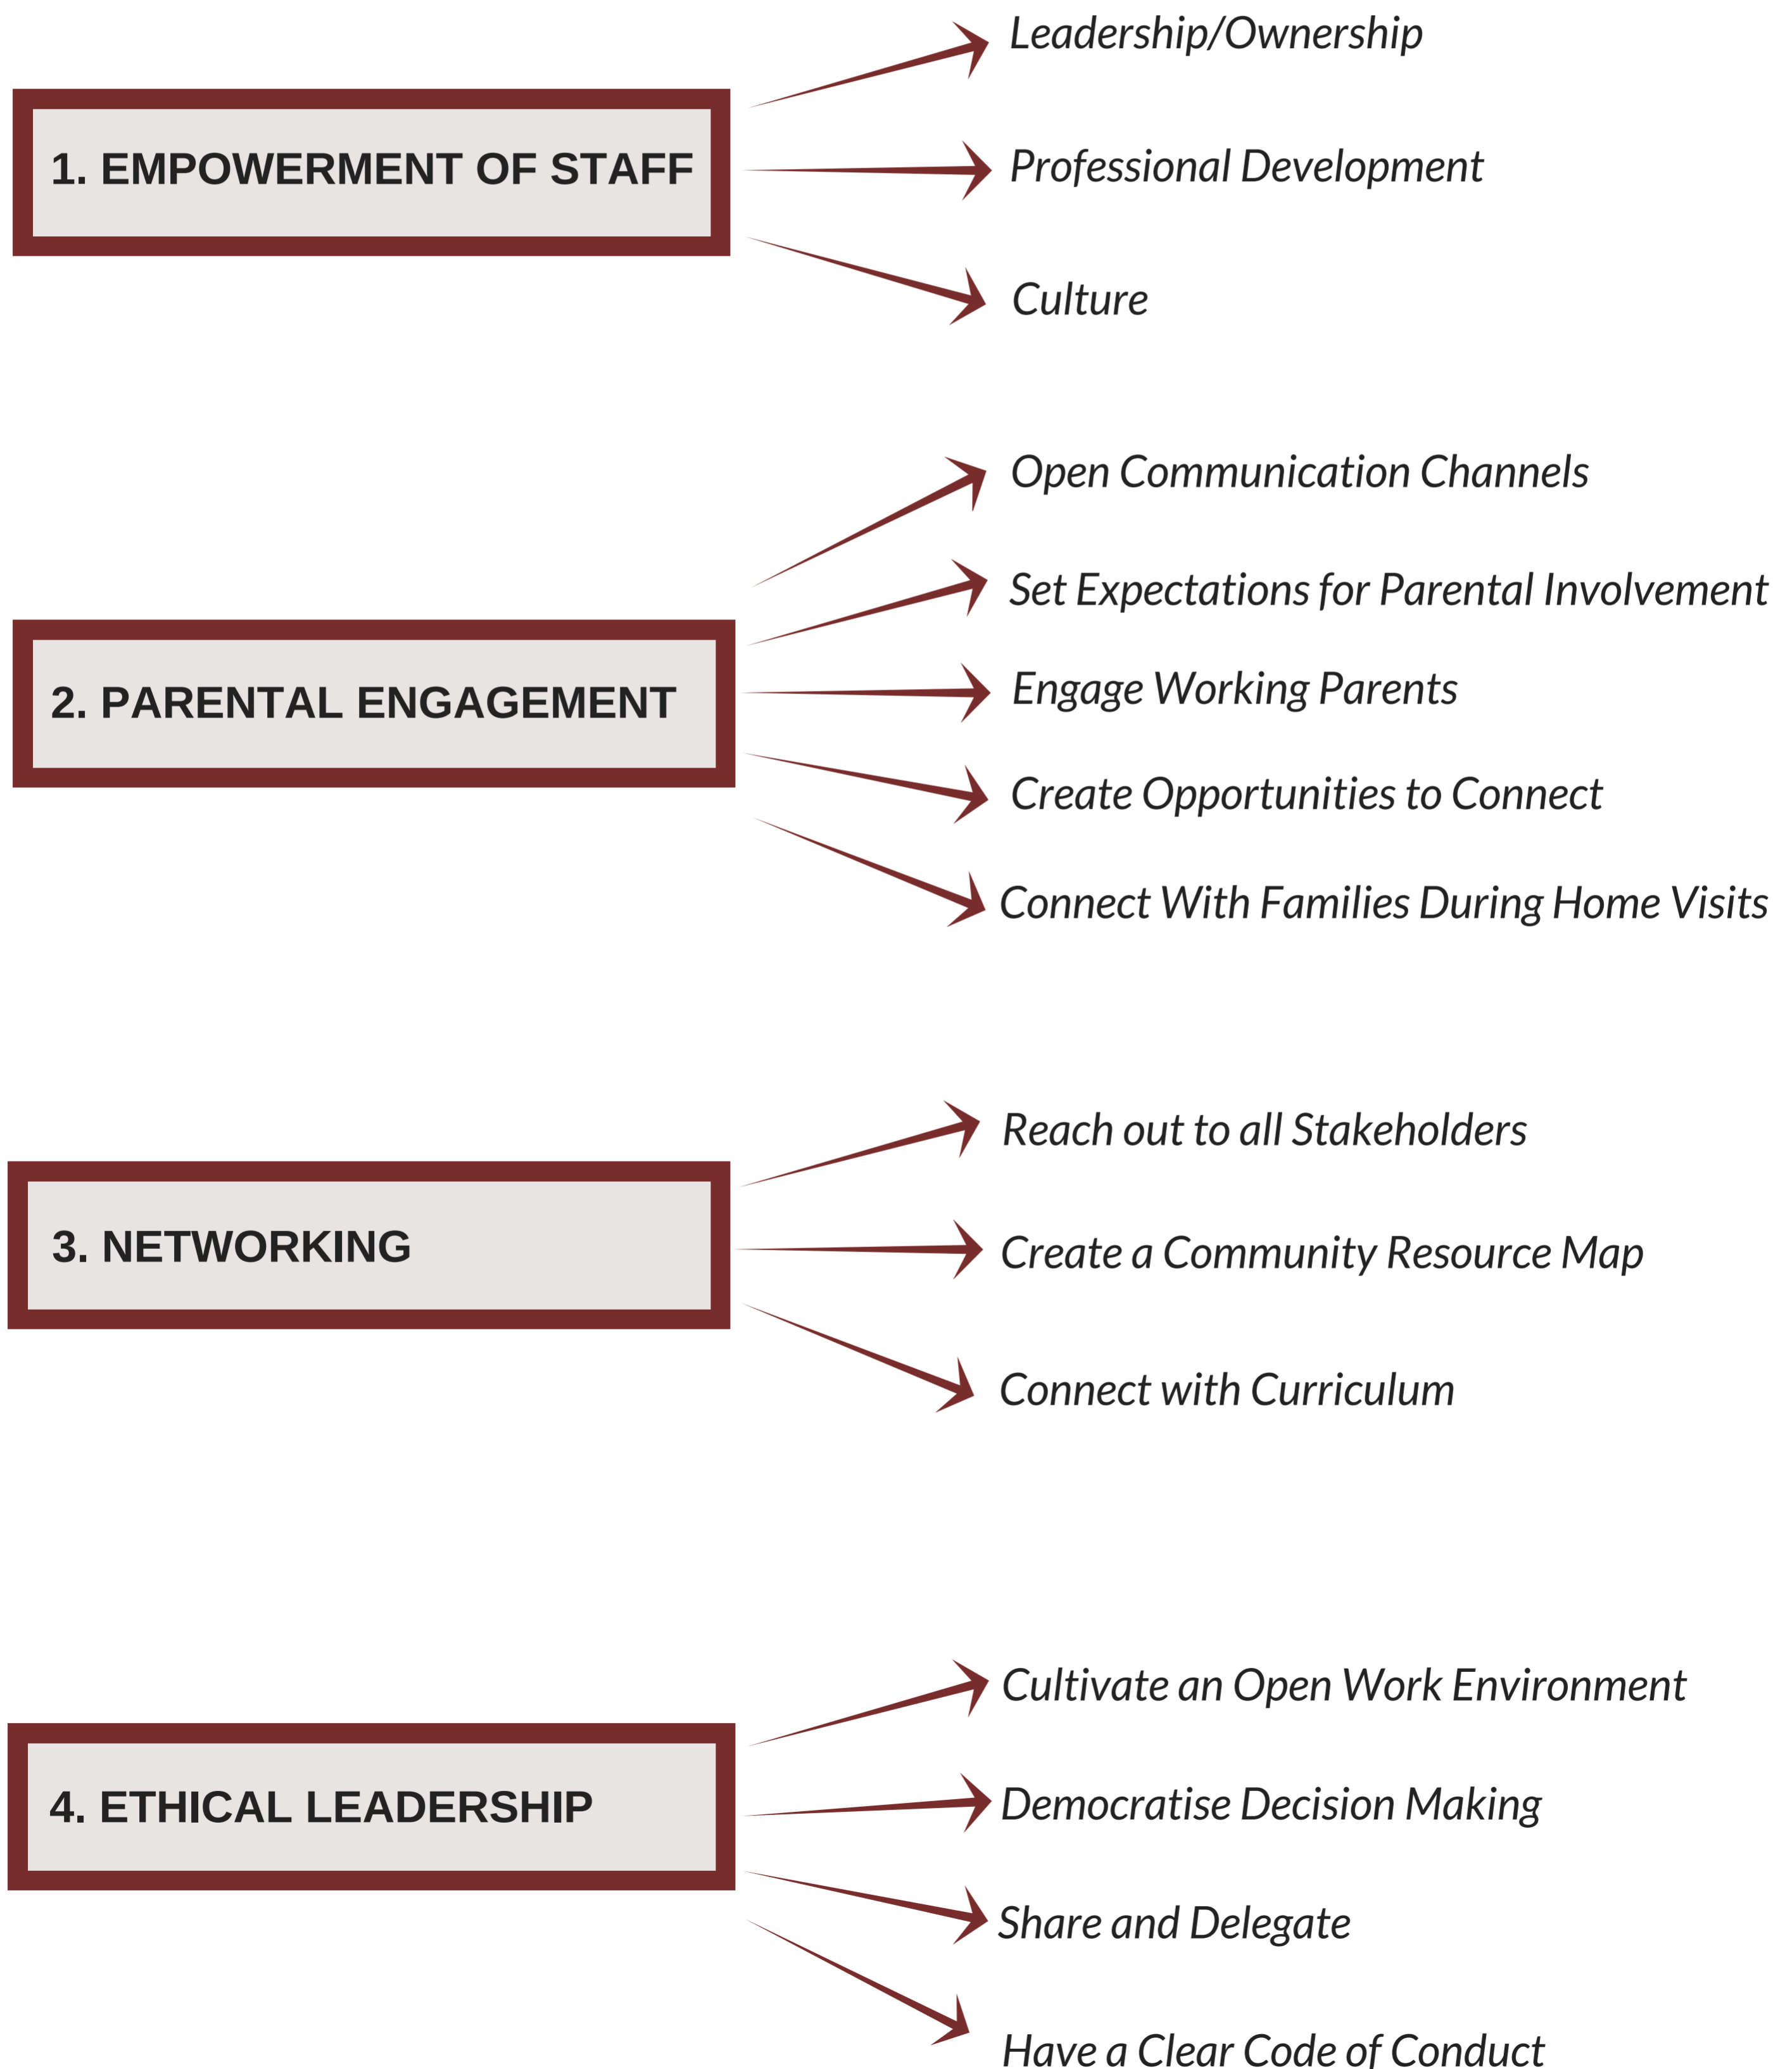 1. EMPOWERMENT OF STAFF
Leadership/Ownership
Professional Development
Culture
2. PARENTAL ENGAGEMENT
Open Communication Channels
Set Expectations for Parental Involvement
Engage Working Parents
Create Opportunities to Connect
Connect With Families During Home Visits
3. NETWORKING
Reach out to all Stakeholders
Create a Community Resource Map
Connect with Curriculum
4. ETHICAL LEADERSHIP
Cultivate an Open Work Environment
Democratise Decision Making
Share and Delegate
Have a Clear Code of Conduct